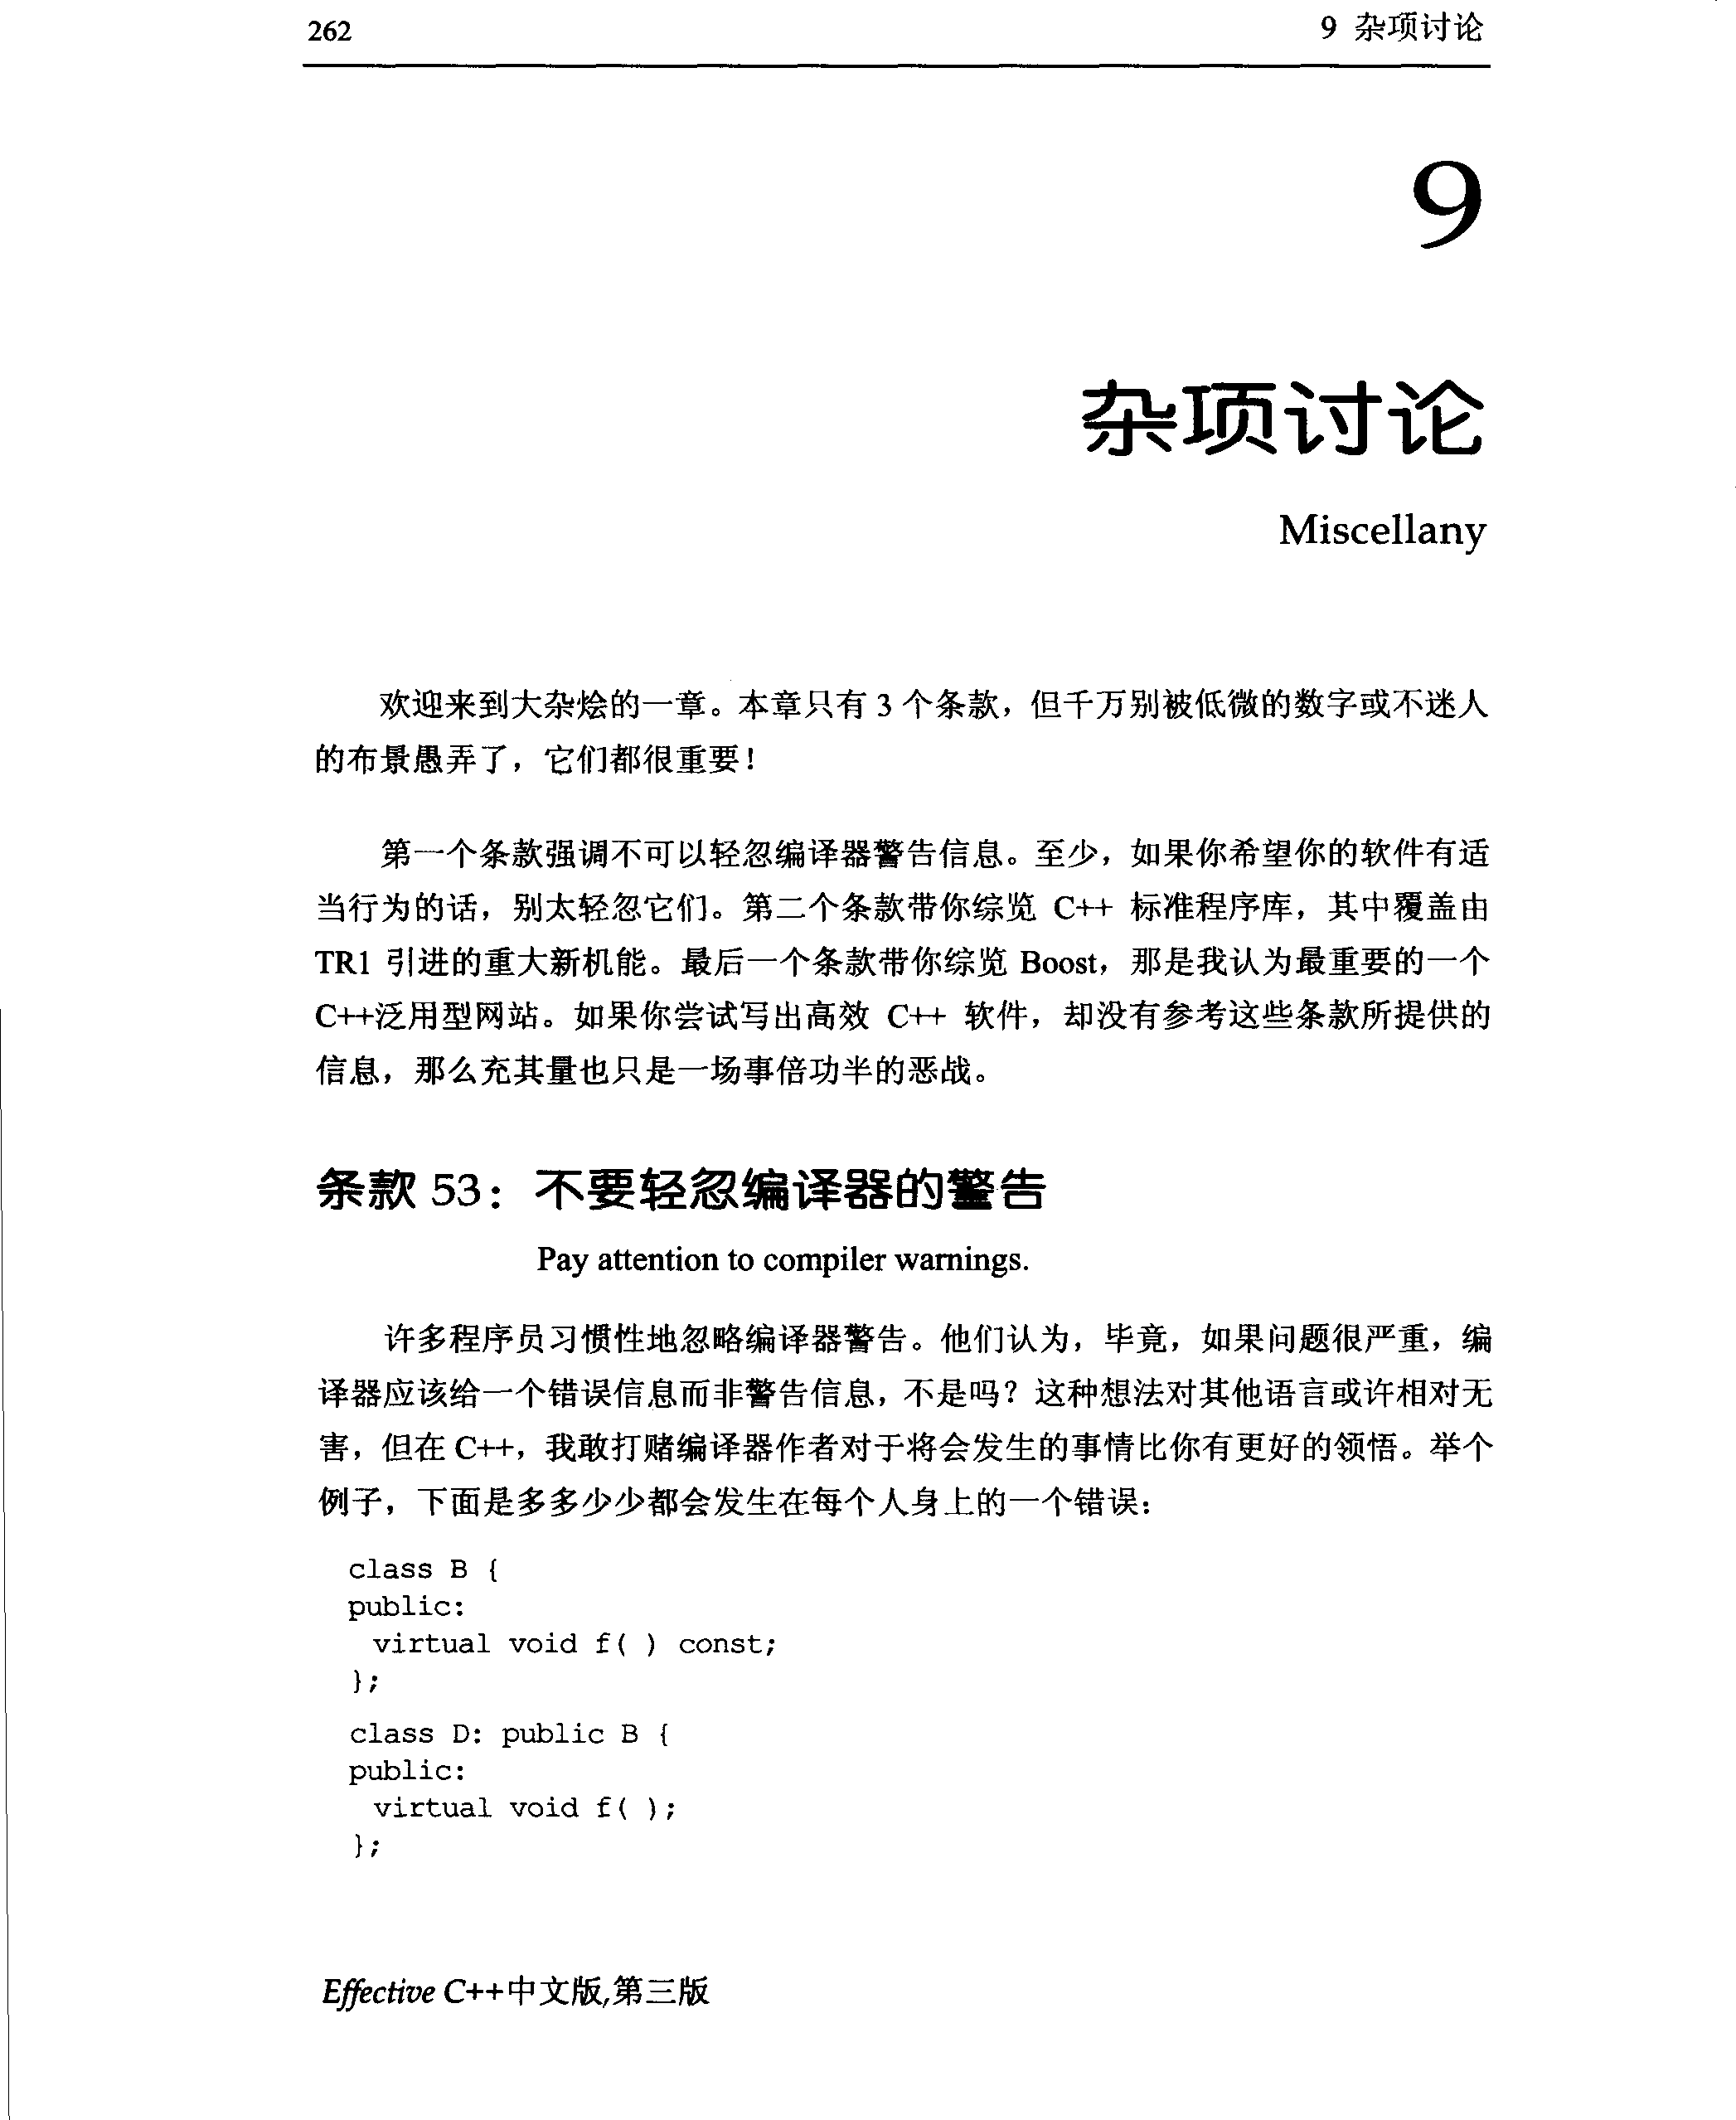 262
9 杂项讨论
9
杂项讨论
Miscellany
欢迎来到大杂烩的一章。本章只有 3 个条款，但千万别被低微的数字或不迷人
的布景愚弄了，它们都很重要！
第一个条款强调不可以轻忽编译器警告信息。至少，如果你希望你的软件有适
当行为的话，别太轻忽它们。第二个条款带你综览 C++ 标准程序库，其中覆盖由
TR1 引进的重大新机能。最后一个条款带你综览 Boost，那是我认为最重要的一个
C++泛用型网站。如果你尝试写出高效 C++ 软件，却没有参考这些条款所提供的
信息，那么充其量也只是一场事倍功半的恶战。
条款 53：不要轻忽编译器的警告
Pay attention to compiler warnings.
许多程序员习惯性地忽略编译器警告。他们认为，毕竟，如果问题很严重，编
译器应该给一个错误信息而非警告信息，不是吗？这种想法对其他语言或许相对无
害，但在 C++，我敢打赌编译器作者对于将会发生的事情比你有更好的领悟。举个
例子，下面是多多少少都会发生在每个人身上的一个错误：
class B {
public:
  virtual void f( ) const;
};
class D: public B {
public:
  virtual void f( );
};
Effective C++中文版,第三版